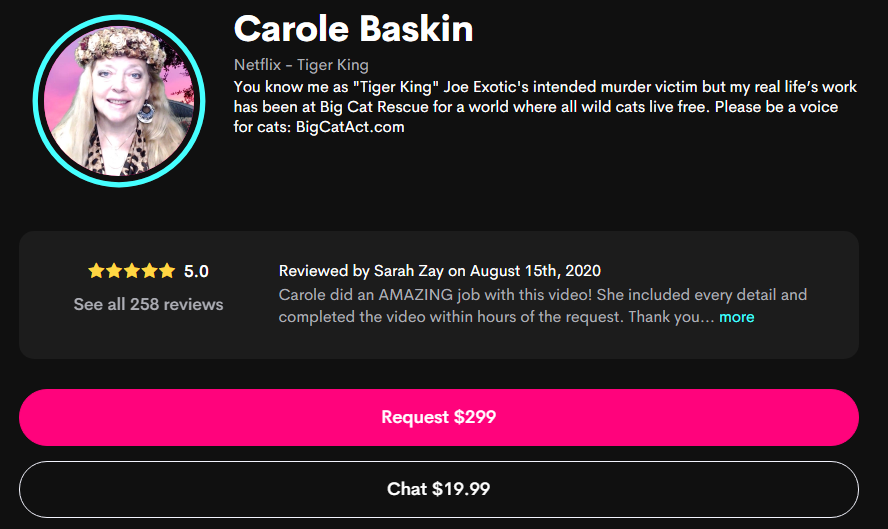 Carole Baskin
Netflix - Tiger King
You know me as "Tiger King" Joe Exotic's intended murder victim but my real life’s work
has been at Big Cat Rescue for a world where all wild cats live free. Please be a voice
for cats: BigCatAct.com
5.0
See all 258 reviews
Reviewed by Sarah Zay on August 15th, 2020
Carole did an AMAZING job with this video! She included every detail and
completed the video within hours of the request. Thank you... more
Request $299
Chat $19.99